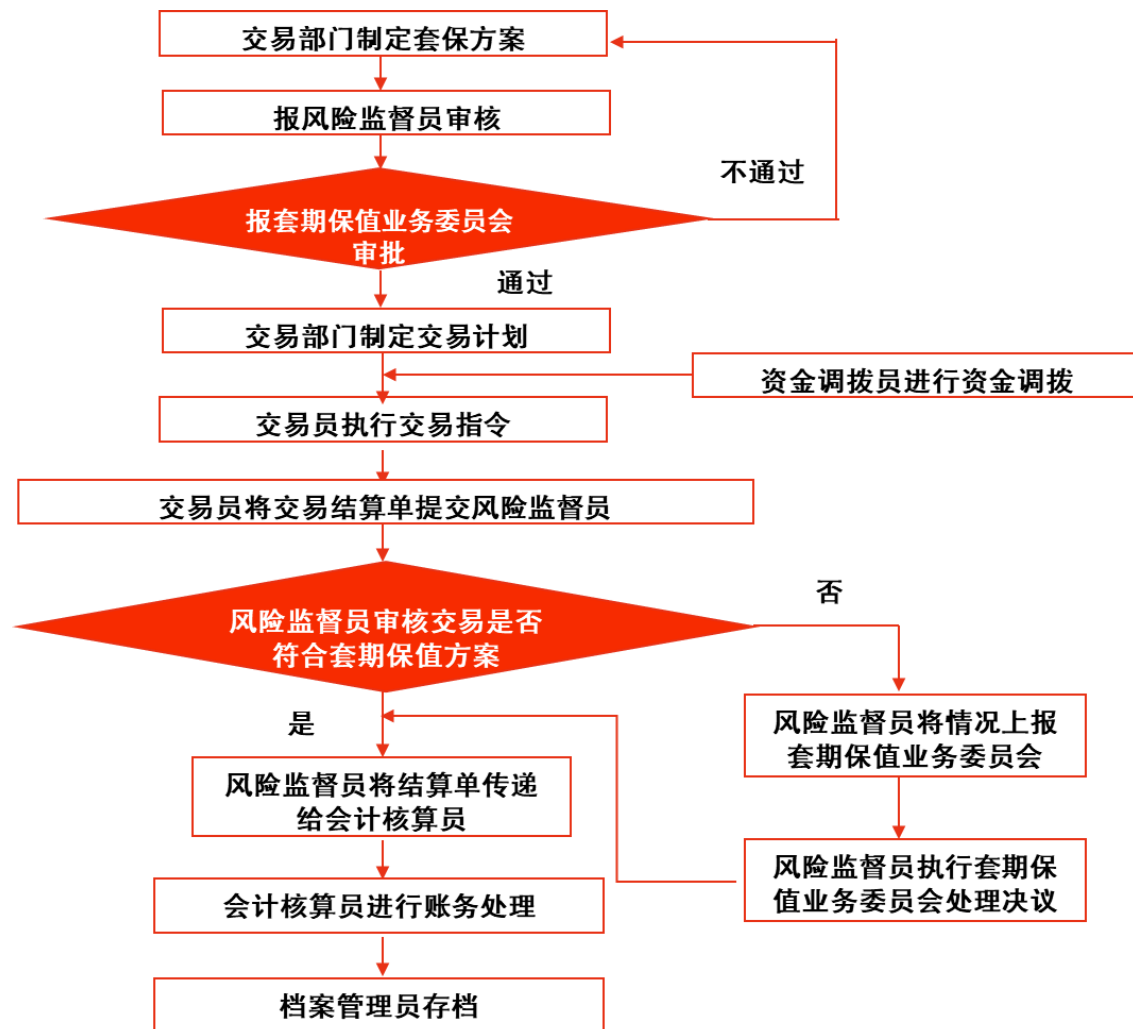 交易部门制定套保方案
报风险监督员审核
不通过
报套期保值业务委员会
审批
通过
交易部门制定交易计划
资金调拨员进行资金调拨
交易员执行交易指令
交易员将交易结算单提交风险监督员
否
风险监督员审核交易是否
符合套期保值方案
风险监督员将情况上报
套期保值业务委员会
是
风险监督员将结算单传递
给会计核算员
风险监督员执行套期保
值业务委员会处理决议
会计核算员进行账务处理
档案管理员存档